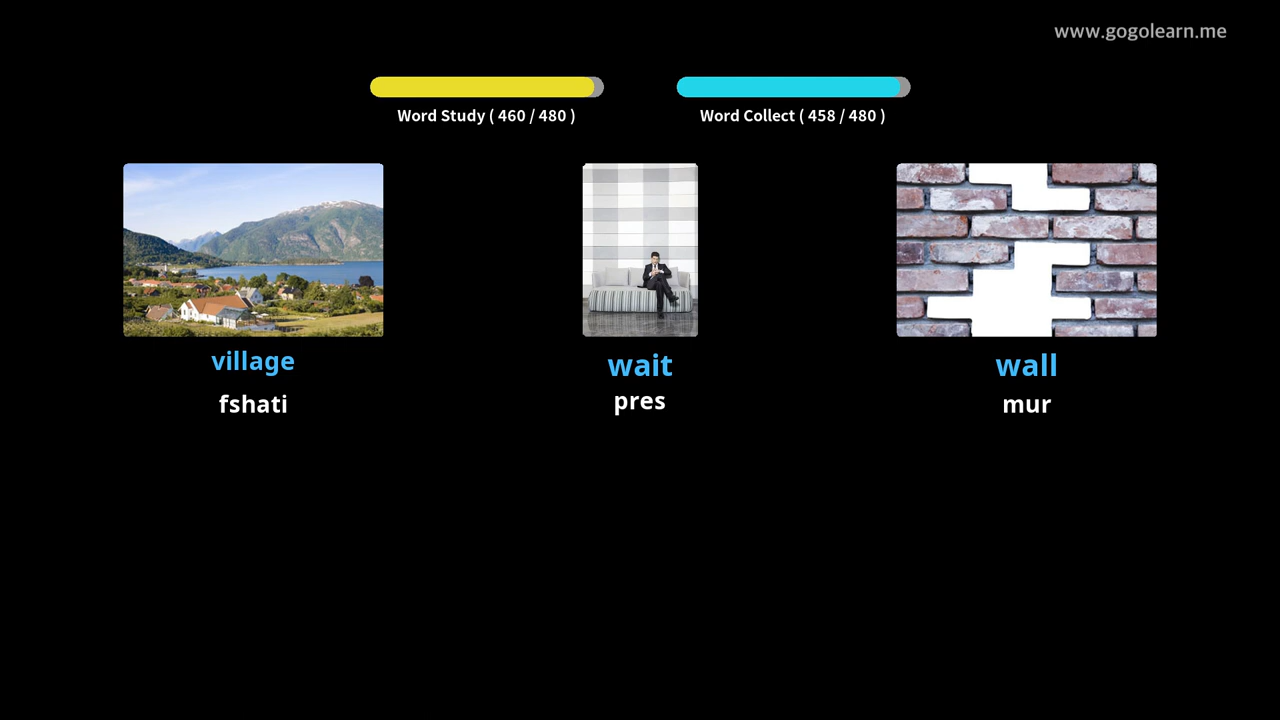 www.gogolearn.me
Word Study ( 460 / 480 )
Word Collect ( 458 / 480 )
village
fshati
wait
pres
wall
mur